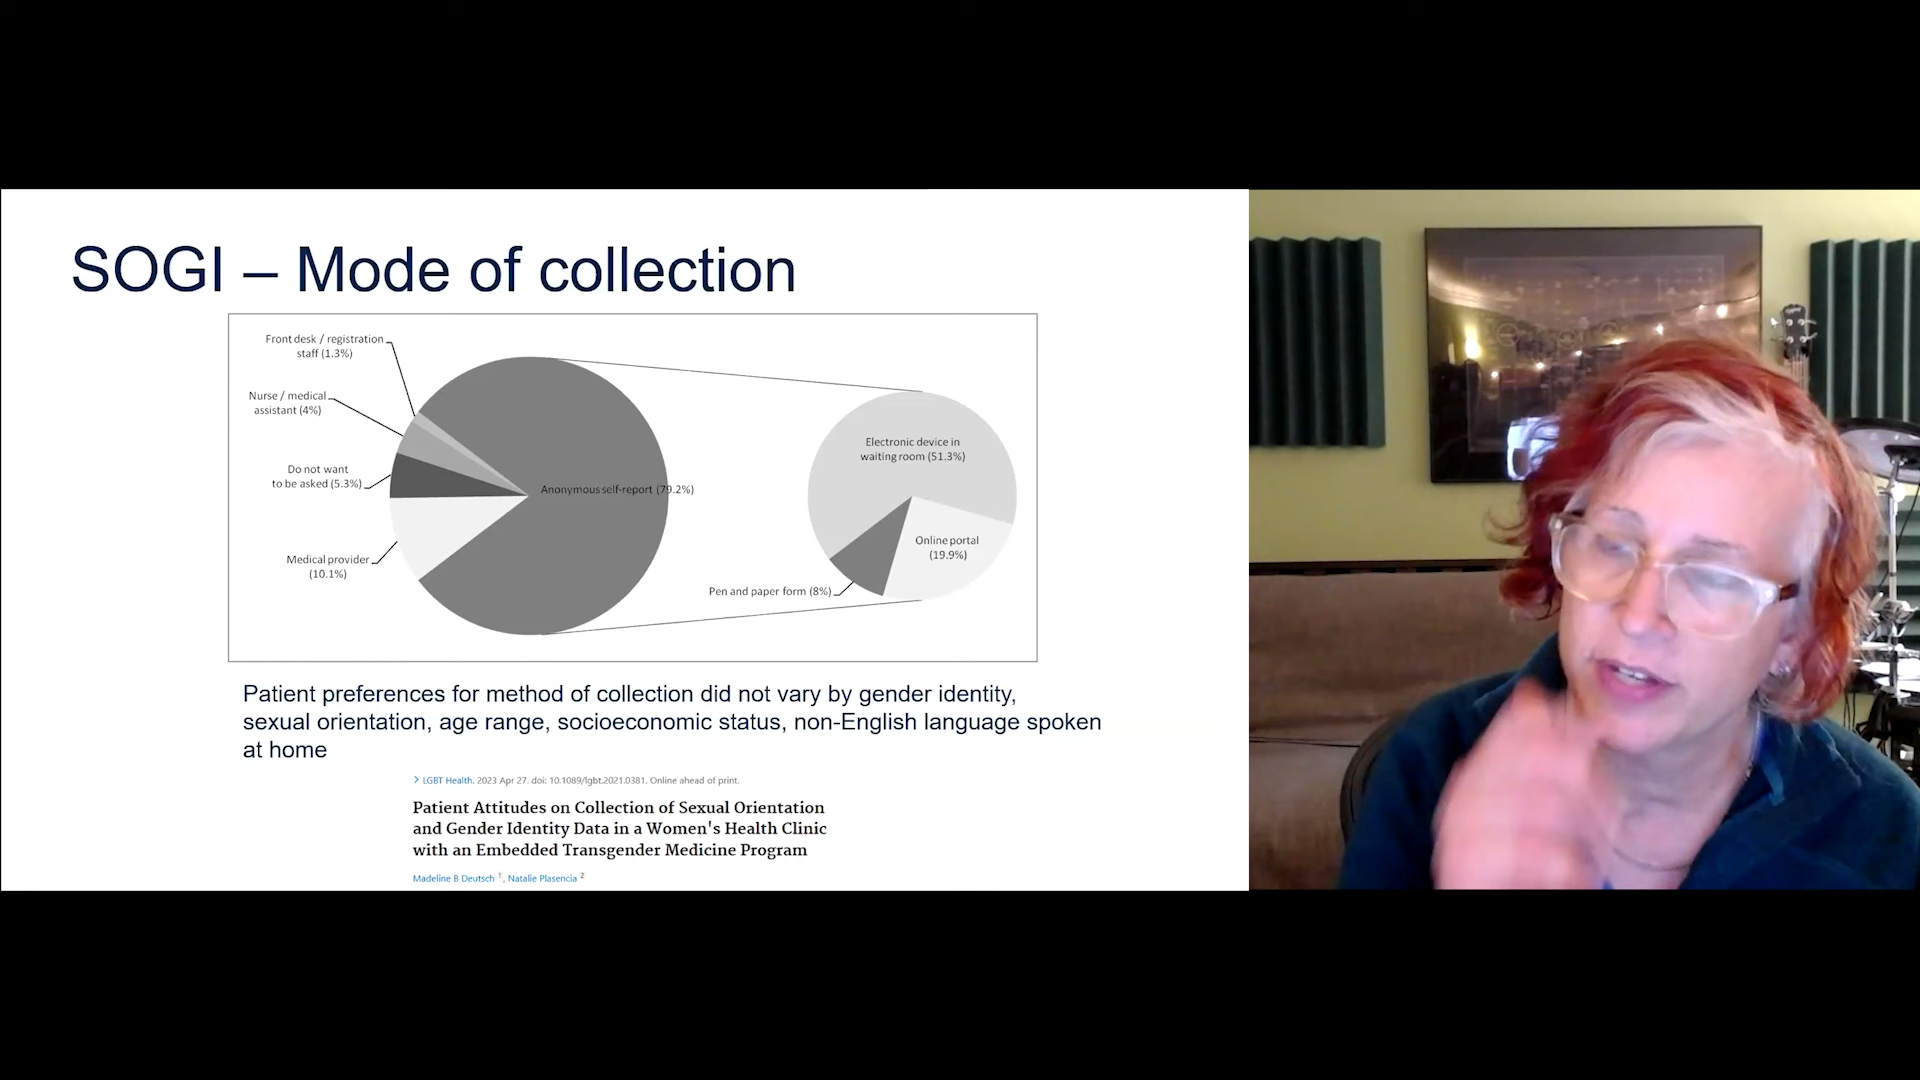 SOGI – Mode of collection
Front desk / registration
staff (1.3%)
Nurse / medical
assistant (4%)
Do not want
to be asked (5.3%)
Medical provider
(10.1%)
Anonymous self-report (79.2%)
Electronic device in
waiting room (51.3%)
Online portal
(19.9%)
Pen and paper form (8%)
Patient preferences for method of collection did not vary by gender identity,
sexual orientation, age range, socioeconomic status, non-English language spoken
at home
> LGBT Health. 2023 Apr 27. doi: 10.1089/lgbt.2021.0381. Online ahead of print.
Patient Attitudes on Collection of Sexual Orientation
and Gender Identity Data in a Women's Health Clinic
with an Embedded Transgender Medicine Program
Madeline B Deutsch 1, Natalie Plasencia 2